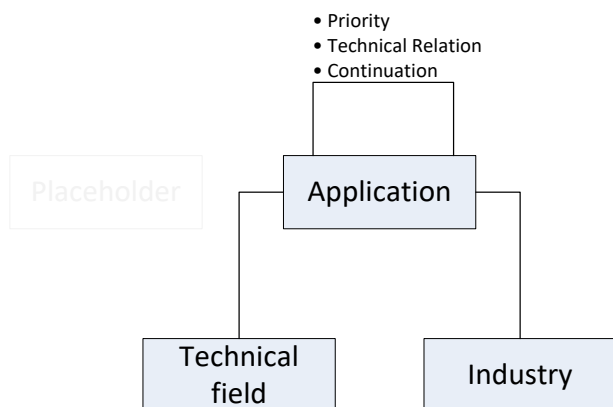 • Priority
• Technical Relation
• Continuation
Placeholder
Application
Technical
field
Industry